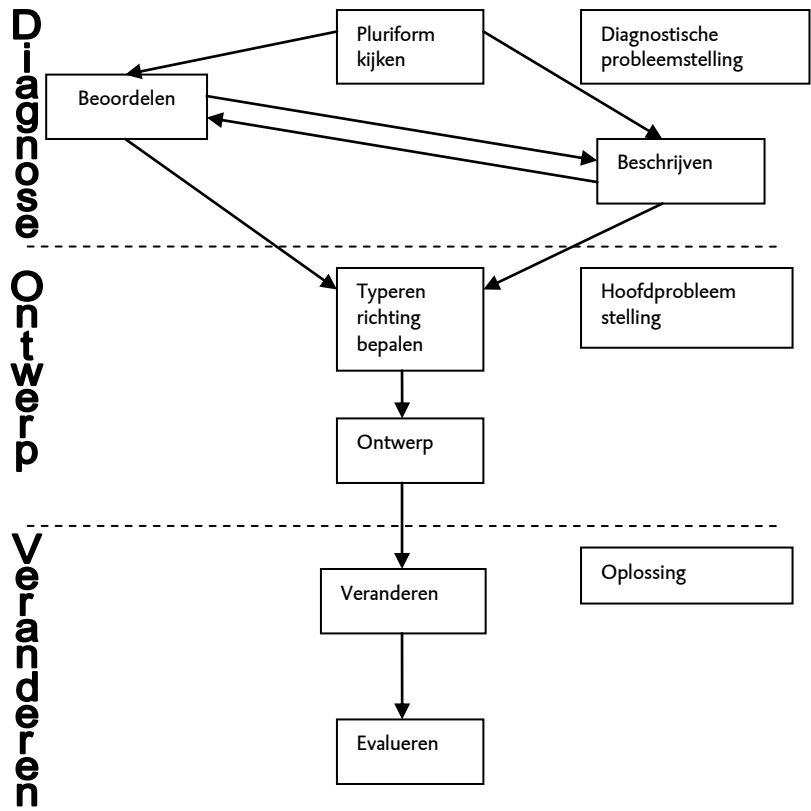 Diagnose
Pluriform
kijken
Diagnostische
probleemstelling
Beoordelen
Beschrijven
Ontwerp
Typeren
richting
bepalen
Hoofdprobleem
stelling
Ontwerp
Veranderen
Veranderen
Oplossing
Evalueren